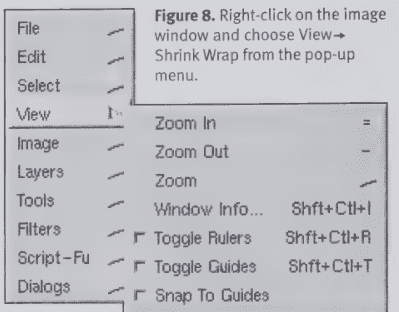 Figure 8. Right-click on the image
window and choose View→
Shrink Wrap from the pop-up
menu.
File
Edit
Select
View
Image
Layers
Tools
Filters
Script-Fu
Dialogs
Zoom In =
Zoom Out -
Zoom
Window Info... Shft+Ctl+I
Toggle Rulers Shft+Ctl+R
Toggle Guides Shft+Ctl+T
Snap To Guides